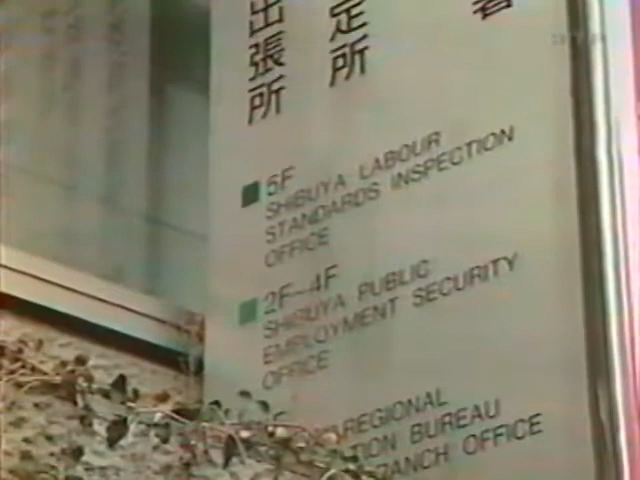 出張所
定所
署
5F
SHIBUYA LABOUR
STANDARDS INSPECTION
OFFICE
2F–4F
SHIBUYA PUBLIC
EMPLOYMENT SECURITY
OFFICE
REGIONAL
BUREAU
OFFICE